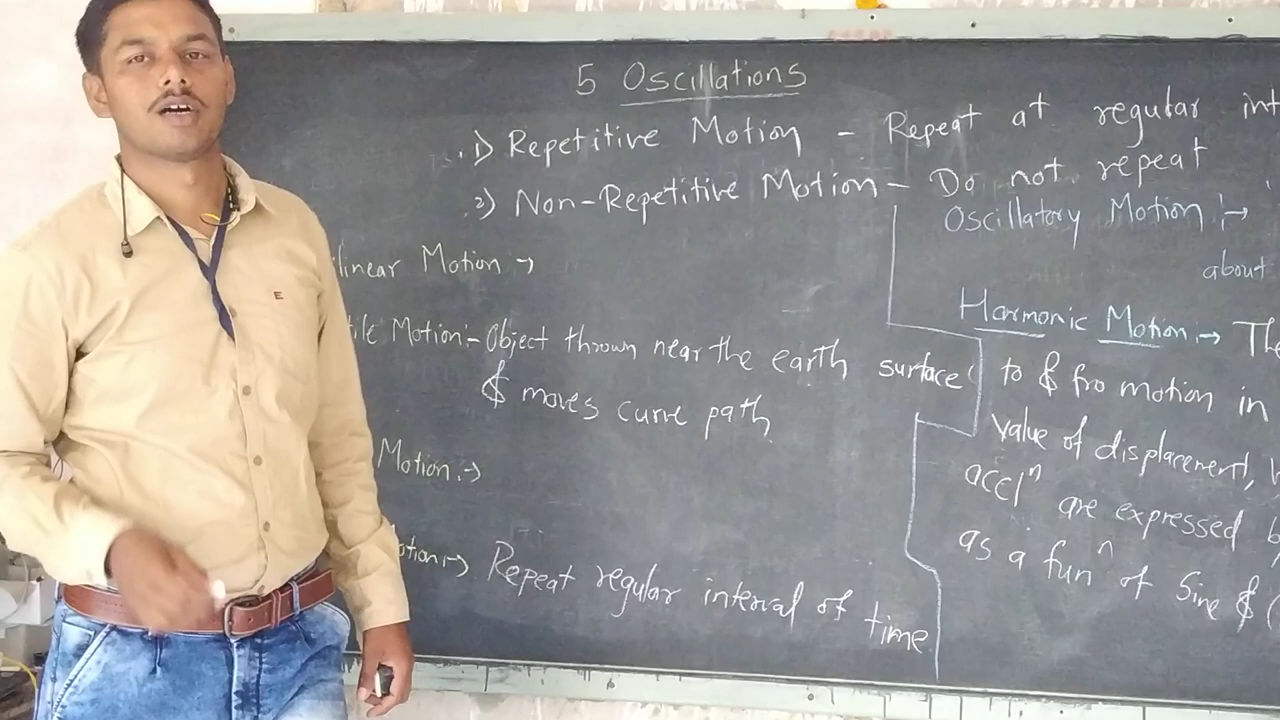 5 Oscillations
1) Repetitive Motion - Repeat at regular int
2) Non-Repetitive Motion - Do not repeat
Oscillatory Motion :→
about
ilinear Motion →
Harmonic Motion :→ The
tile Motion :- Object thrown near the earth surface
& moves curve path
to & fro motion in
value of displacement, V
accl^n are expressed b
as a fun^n of Sine & (
Motion :→
otion :→ Repeat regular interval of time
E